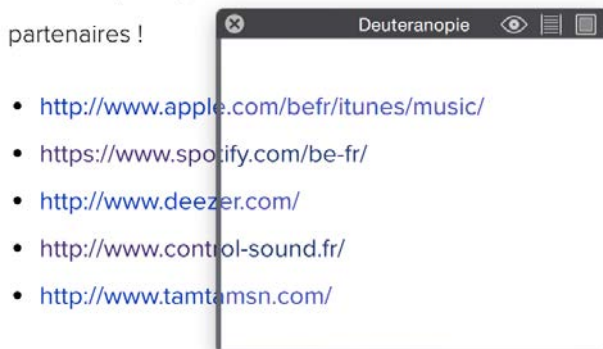 partenaires !
Deuteranopie
• http://www.apple.com/befr/itunes/music/
• https://www.spotify.com/be-fr/
• http://www.deezer.com/
• http://www.control-sound.fr/
• http://www.tamtamsn.com/